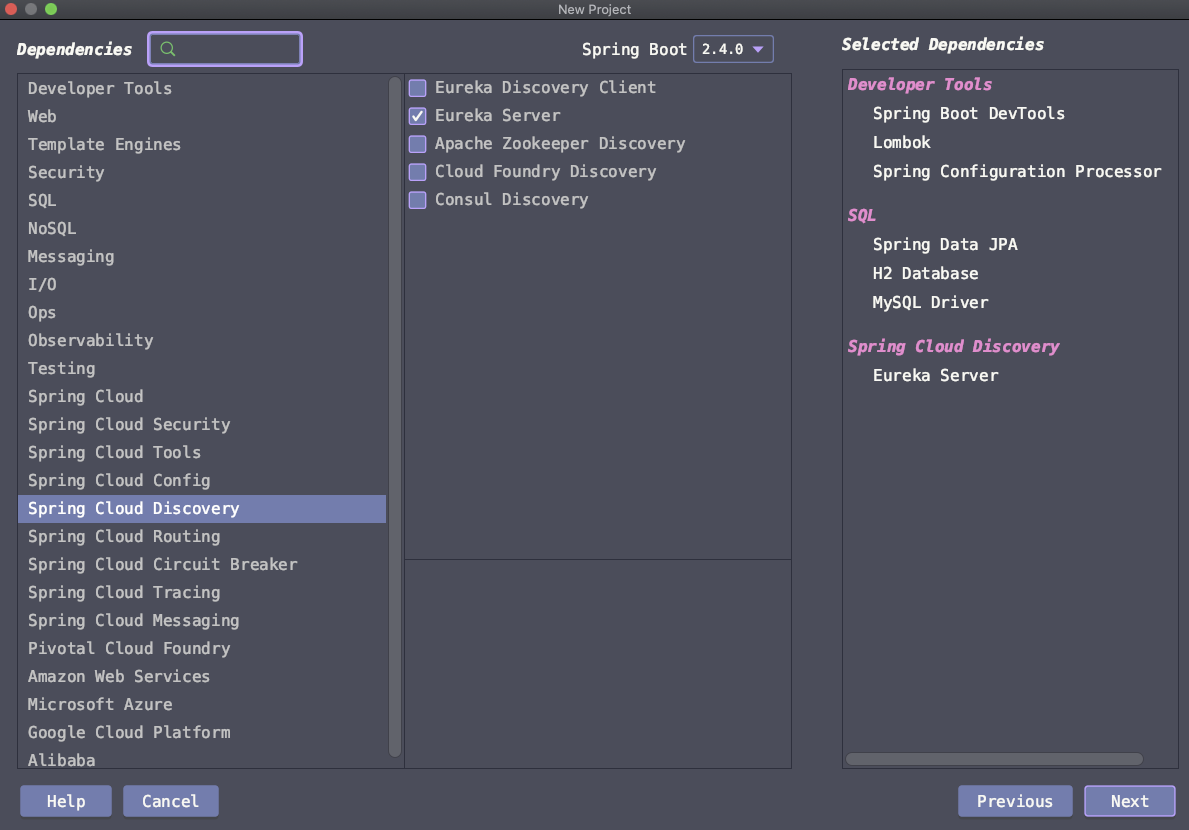 New Project
Dependencies
Spring Boot 2.4.0
Developer Tools
Web
Template Engines
Security
SQL
NoSQL
Messaging
I/O
Ops
Observability
Testing
Spring Cloud
Spring Cloud Security
Spring Cloud Tools
Spring Cloud Config
Spring Cloud Discovery
Spring Cloud Routing
Spring Cloud Circuit Breaker
Spring Cloud Tracing
Spring Cloud Messaging
Pivotal Cloud Foundry
Amazon Web Services
Microsoft Azure
Google Cloud Platform
Alibaba
Eureka Discovery Client
Eureka Server
Apache Zookeeper Discovery
Cloud Foundry Discovery
Consul Discovery
Selected Dependencies
Developer Tools
Spring Boot DevTools
Lombok
Spring Configuration Processor
SQL
Spring Data JPA
H2 Database
MySQL Driver
Spring Cloud Discovery
Eureka Server
Help
Cancel
Previous
Next